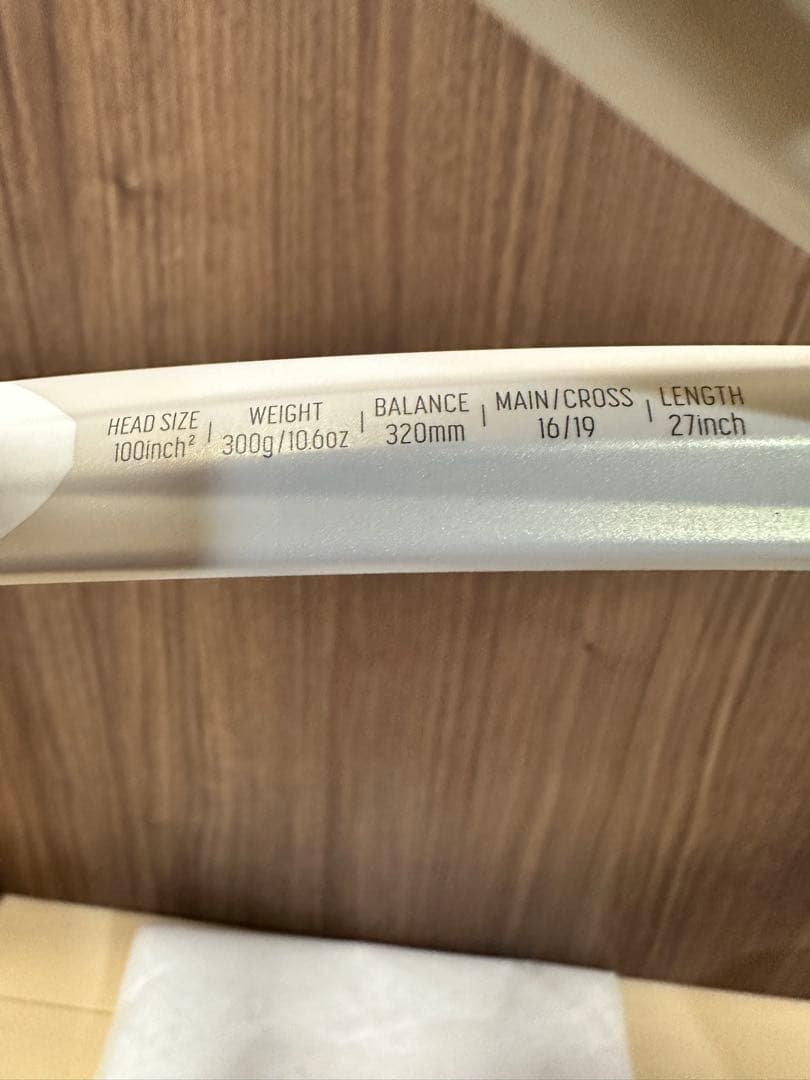 HEAD SIZE | WEIGHT | BALANCE | MAIN/CROSS | LENGTH
100inch² | 300g/10.6oz | 320mm | 16/19 | 27inch